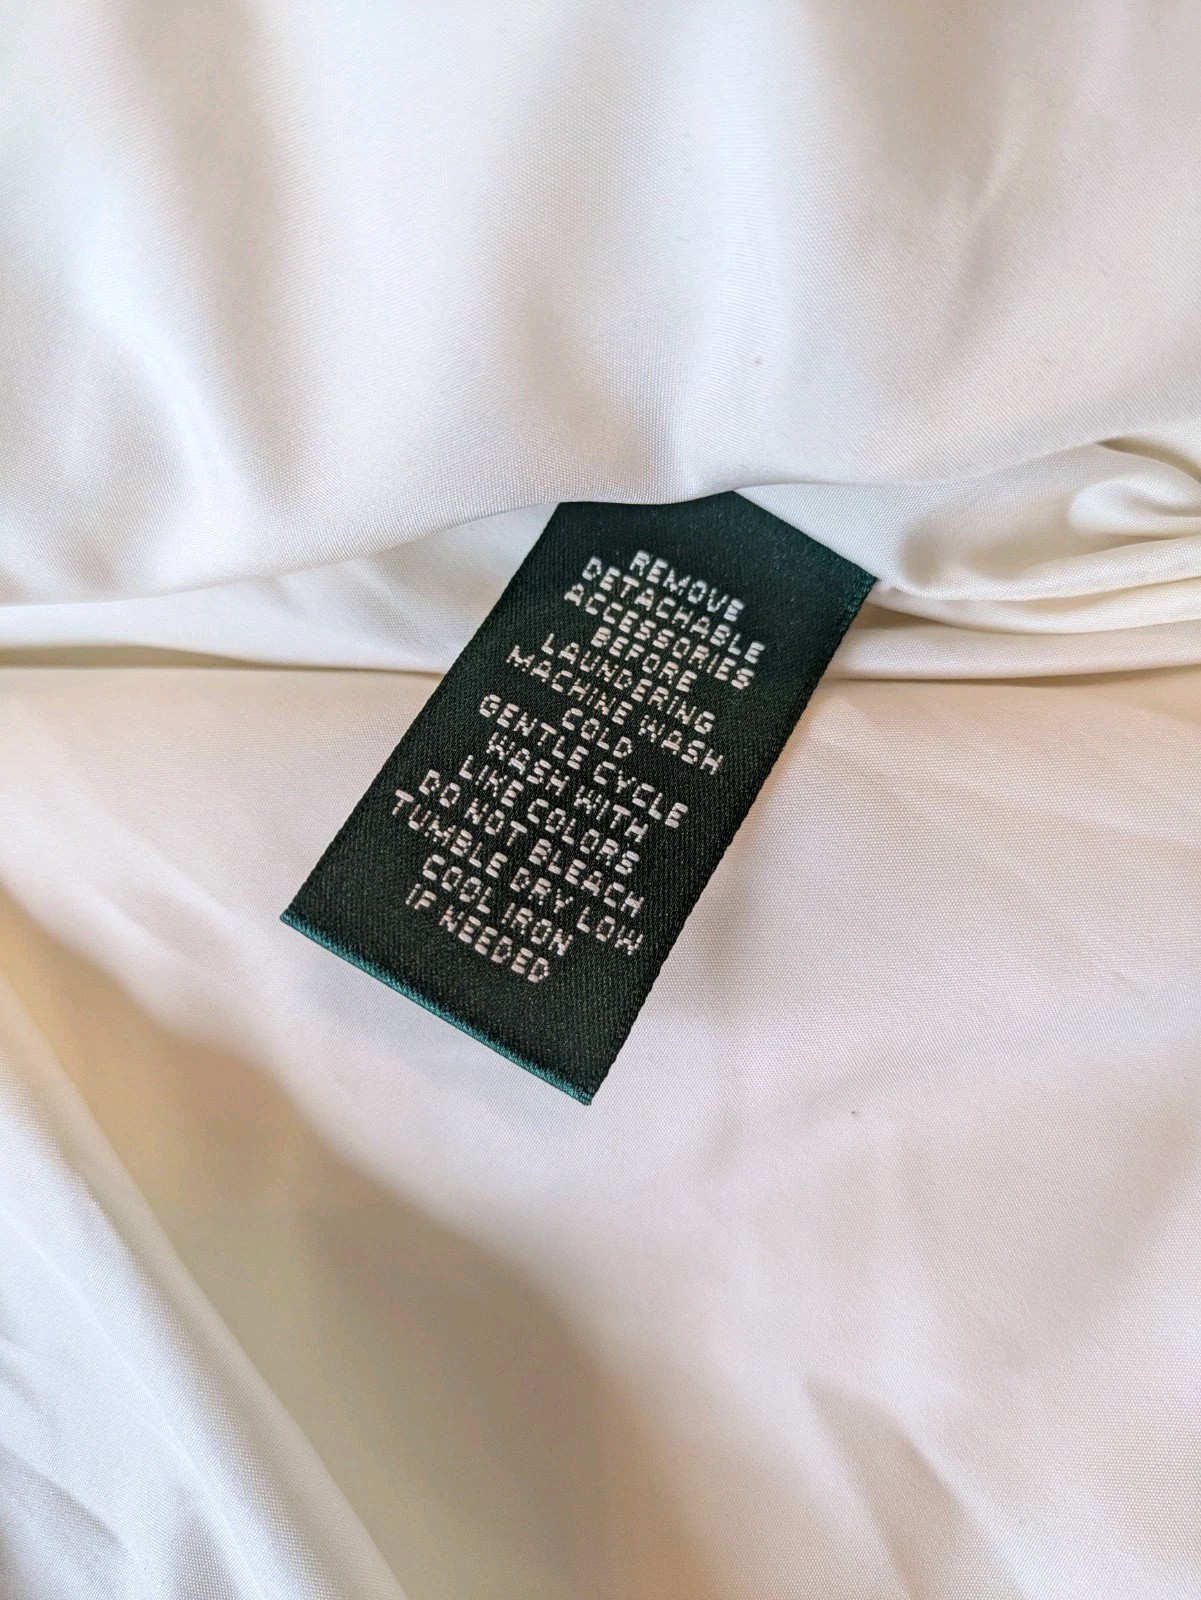 REMOVE
DETACHABLE
ACCESSORIES
BEFORE
LAUNDERING
MACHINE WASH
COLD
GENTLE CYCLE
WASH WITH
LIKE COLORS
DO NOT BLEACH
TUMBLE DRY LOW
COOL IRON
IF NEEDED